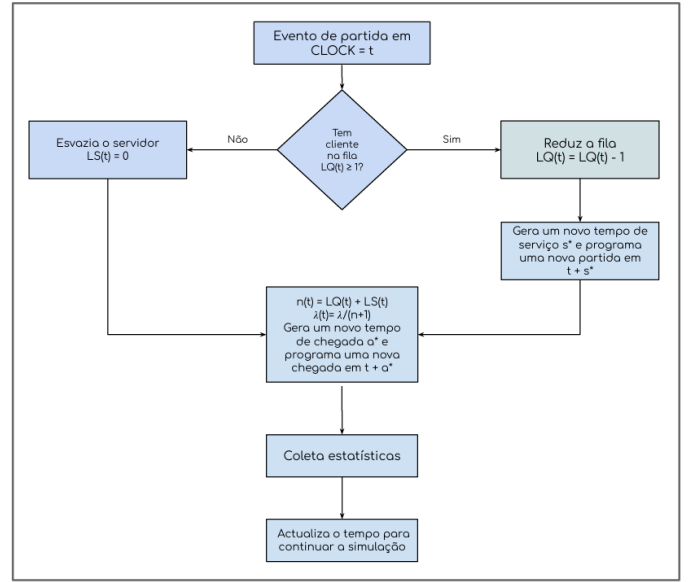 Evento de partida em
CLOCK = t
Tem
cliente
na fila
LQ(t) ≥ 1?
Não
Sim
Esvazia o servidor
LS(t) = 0
Reduz a fila
LQ(t) = LQ(t) - 1
Gera um novo tempo de
serviço s* e programa
uma nova partida em
t + s*
n(t) = LQ(t) + LS(t)
λ(t)= λ/(n+1)
Gera um novo tempo
de chegada a* e
programa uma nova
chegada em t + a*
Coleta estatísticas
Actualiza o tempo para
continuar a simulação